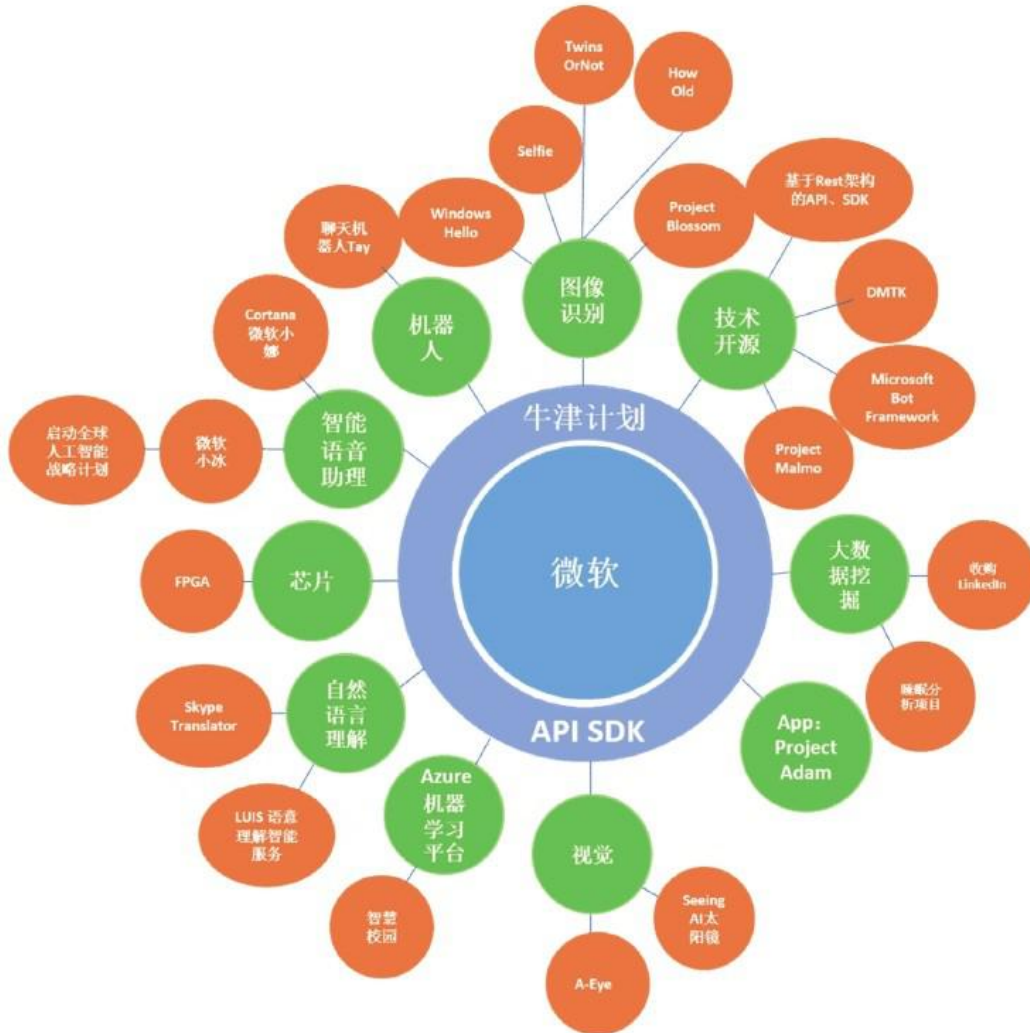 Twins
OrNot
How
Old
Selfie
基于Rest架构
的API、SDK
Project
Blossom
Windows
Hello
聊天机
器人Tay
图像
识别
DMTK
技术
开源
机器
人
Cortana
微软小
娜
Microsoft
Bot
Framework
牛津计划
智能
语音
助理
微软
小冰
启动全球
人工智能
战略计划
Project
Malmo
大数
据挖
掘
收购
LinkedIn
微软
芯片
FPGA
睡眠分
析项目
自然
语言
理解
Skype
Translator
API SDK
App:
Project
Adam
Azure
机器
学习
平台
LUIS 语意
理解智能
服务
视觉
智慧
校园
Seeing
AI太
阳镜
A-Eye